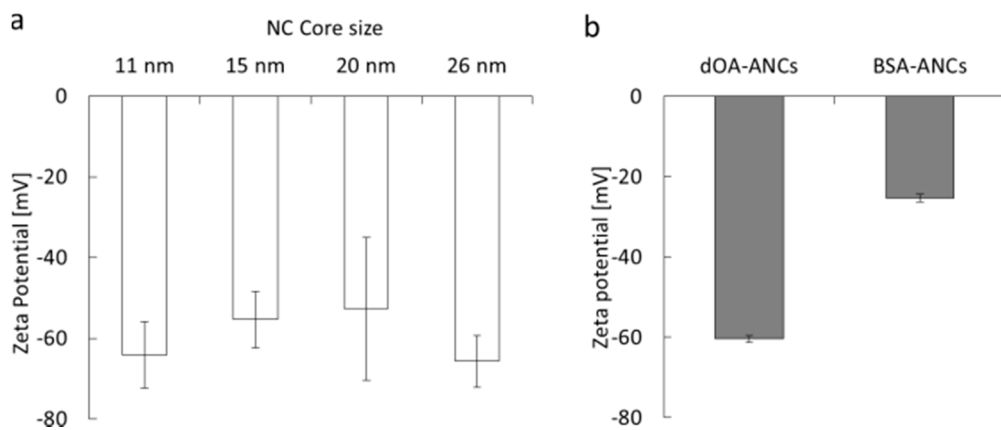 a
NC Core size
11 nm 15 nm 20 nm 26 nm
0
-20
-40
-60
-80
Zeta Potential [mV]
b
dOA-ANCs BSA-ANCs
0
-20
-40
-60
-80
Zeta potential [mV]